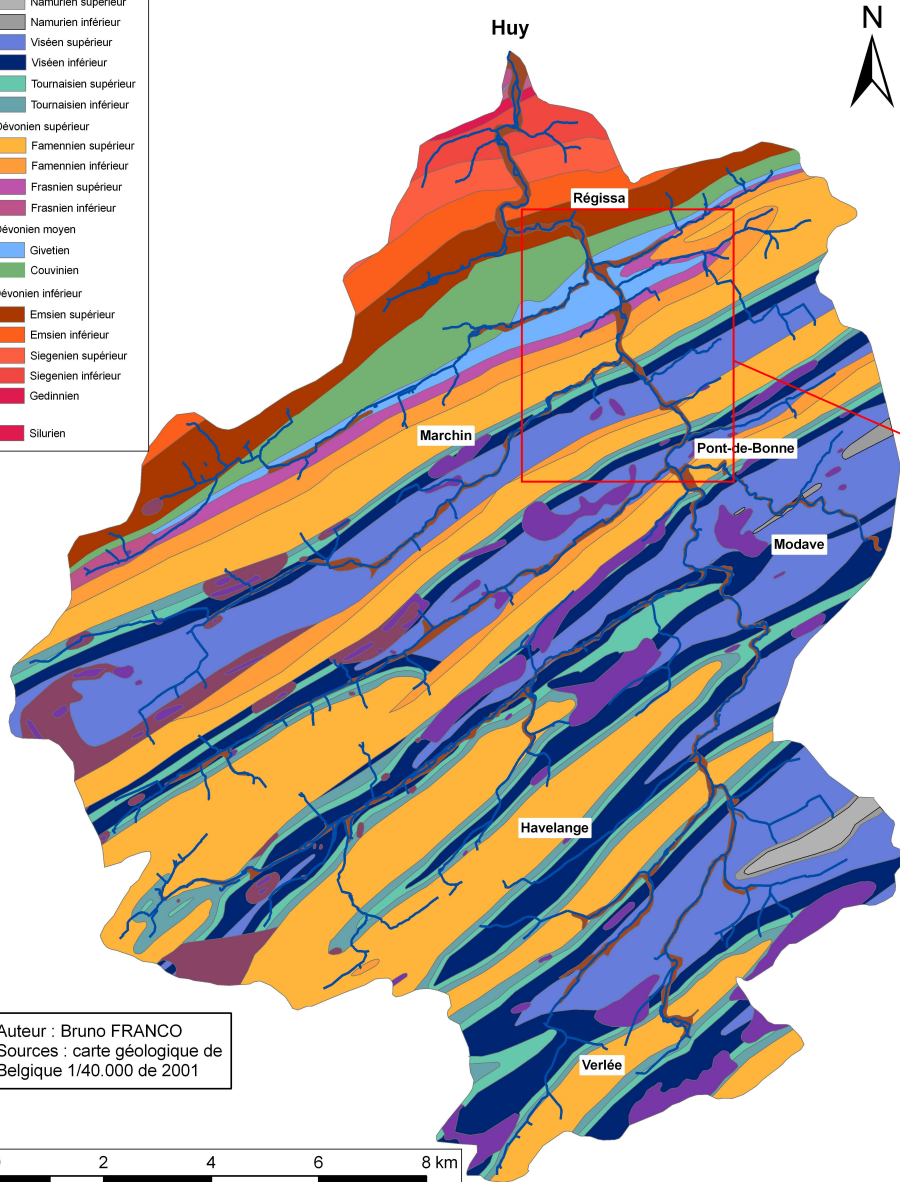 Namurien supérieur
Namurien inférieur
Viséen supérieur
Viséen inférieur
Tournaisien supérieur
Tournaisien inférieur
Dévonien supérieur
Famennien supérieur
Famennien inférieur
Frasnien supérieur
Frasnien inférieur
Dévonien moyen
Givetien
Couvinien
Dévonien inférieur
Emsien supérieur
Emsien inférieur
Siegenien supérieur
Siegenien inférieur
Gedinnien
Silurien
N
Huy
Régissa
Marchin
Pont-de-Bonne
Modave
Havelange
Verlée
Auteur : Bruno FRANCO
Sources : carte géologique de
Belgique 1/40.000 de 2001
2 4 6 8 km